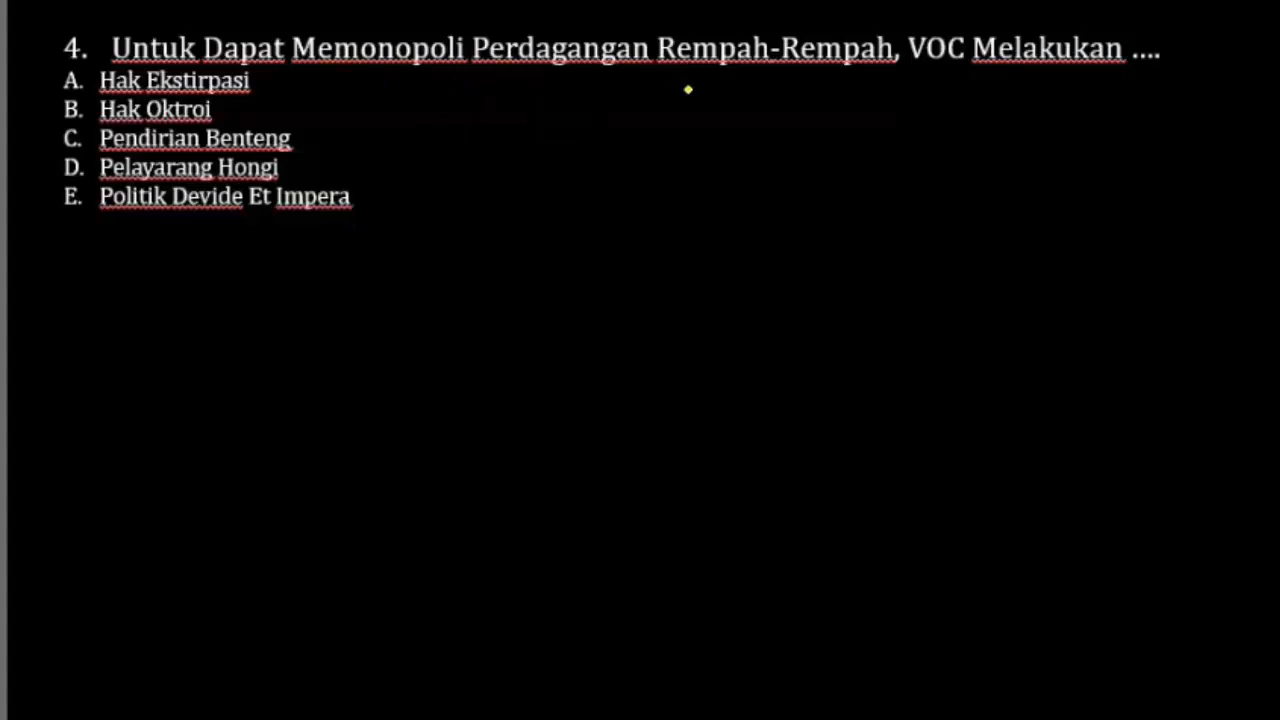 4. Untuk Dapat Memonopoli Perdagangan Rempah-Rempah, VOC Melakukan ....
A. Hak Ekstirpasi
B. Hak Oktroi
C. Pendirian Benteng
D. Pelayarang Hongi
E. Politik Devide Et Impera